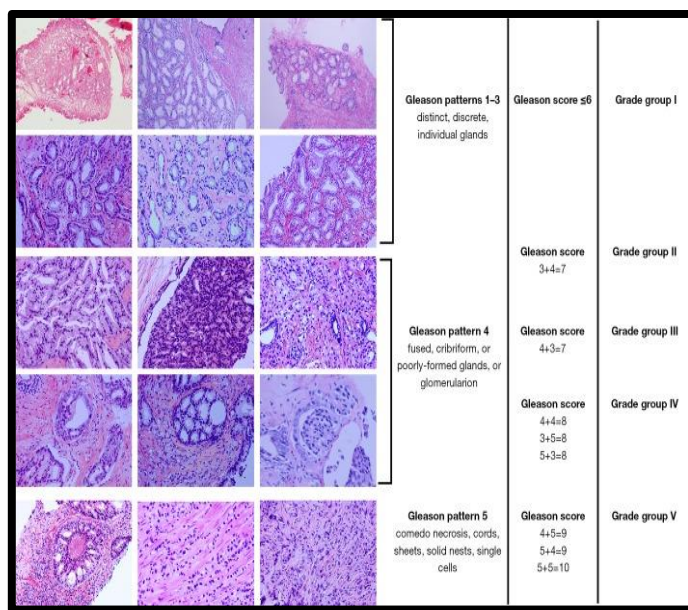 Gleason patterns 1–3
distinct, discrete,
individual glands
Gleason score ≤6
Grade group I
Gleason score
3+4=7
Grade group II
Gleason pattern 4
fused, cribriform, or
poorly-formed glands, or
glomerularion
Gleason score
4+3=7
Grade group III
Gleason score
4+4=8
3+5=8
5+3=8
Grade group IV
Gleason pattern 5
comedo necrosis, cords,
sheets, solid nests, single
cells
Gleason score
4+5=9
5+4=9
5+5=10
Grade group V